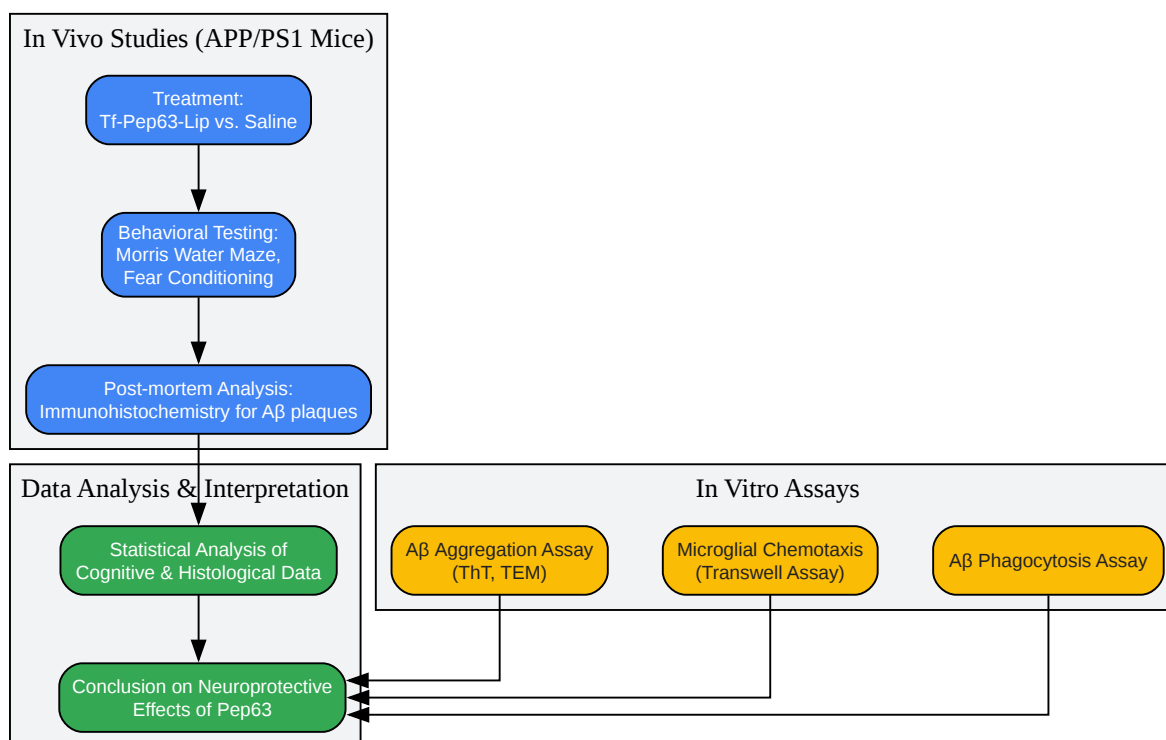 In Vivo Studies (APP/PS1 Mice)
Treatment:
Tf-Pep63-Lip vs. Saline
Behavioral Testing:
Morris Water Maze,
Fear Conditioning
Post-mortem Analysis:
Immunohistochemistry for Aβ plaques
Data Analysis & Interpretation
Statistical Analysis of
Cognitive & Histological Data
Conclusion on Neuroprotective
Effects of Pep63
In Vitro Assays
Aβ Aggregation Assay
(ThT, TEM)
Microglial Chemotaxis
(Transwell Assay)
Aβ Phagocytosis Assay